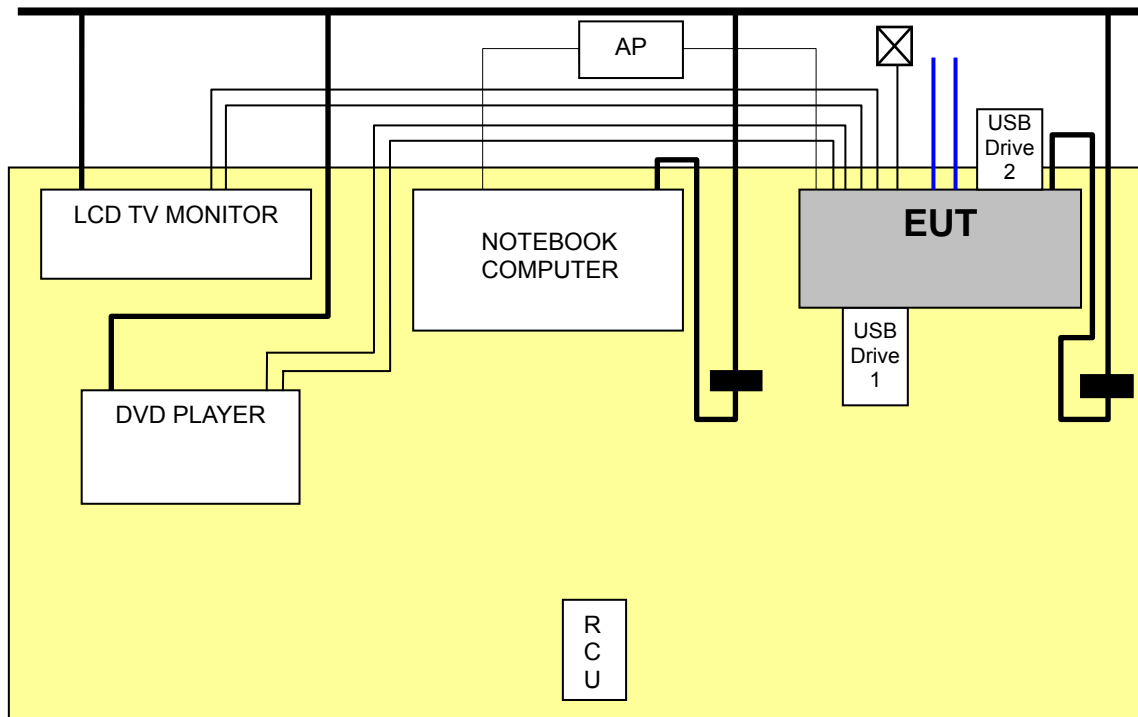 AP
USB
Drive
2
LCD TV MONITOR
NOTEBOOK
COMPUTER
EUT
USB
Drive
1
DVD PLAYER
R
C
U